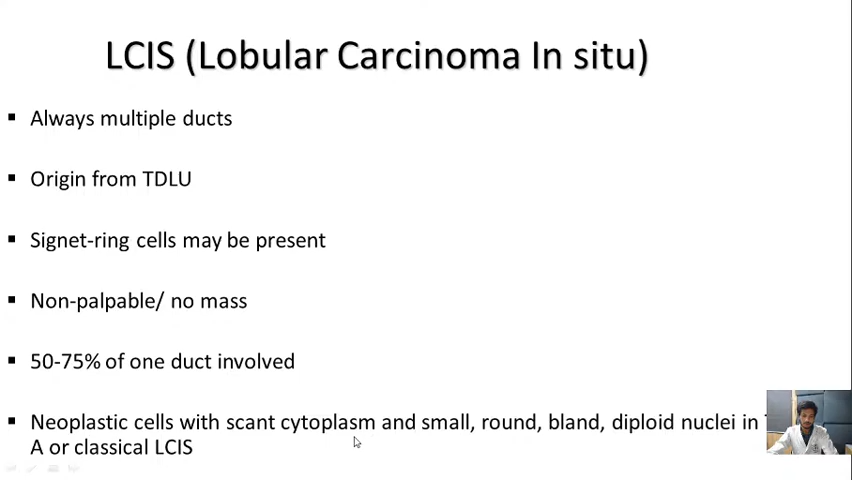 LCIS (Lobular Carcinoma In situ)
Always multiple ducts
Origin from TDLU
Signet-ring cells may be present
Non-palpable/ no mass
50-75% of one duct involved
Neoplastic cells with scant cytoplasm and small, round, bland, diploid nuclei in
A or classical LCIS